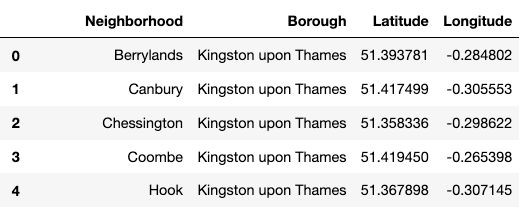 Neighborhood Borough Latitude Longitude
0 Berrylands Kingston upon Thames 51.393781 -0.284802
1 Canbury Kingston upon Thames 51.417499 -0.305553
2 Chessington Kingston upon Thames 51.358336 -0.298622
3 Coombe Kingston upon Thames 51.419450 -0.265398
4 Hook Kingston upon Thames 51.367898 -0.307145